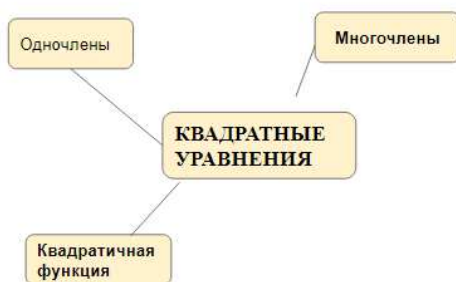 Одночлены
Многочлены
КВАДРАТНЫЕ
УРАВНЕНИЯ
Квадратичная
функция